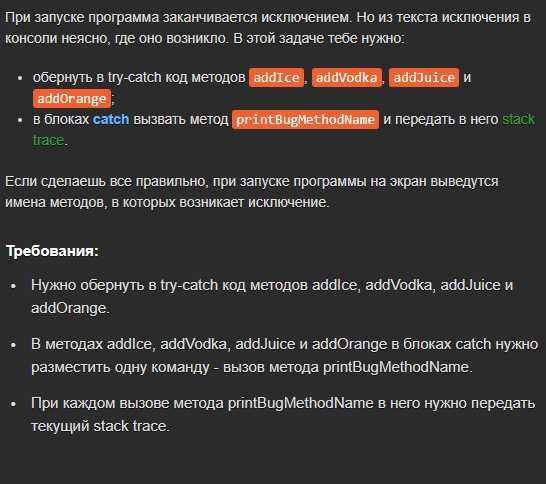 При запуске программа заканчивается исключением. Но из текста исключения в
консоли неясно, где оно возникло. В этой задаче тебе нужно:
обернуть в try-catch код методов addIce, addVodka, addJuice и
addOrange;
в блоках catch вызвать метод printBugMethodName и передать в него stack
trace.
Если сделаешь все правильно, при запуске программы на экран выведутся
имена методов, в которых возникает исключение.
Требования:
Нужно обернуть в try-catch код методов addIce, addVodka, addJuice и
addOrange.
В методах addIce, addVodka, addJuice и addOrange в блоках catch нужно
разместить одну команду - вызов метода printBugMethodName.
При каждом вызове метода printBugMethodName в него нужно передать
текущий stack trace.